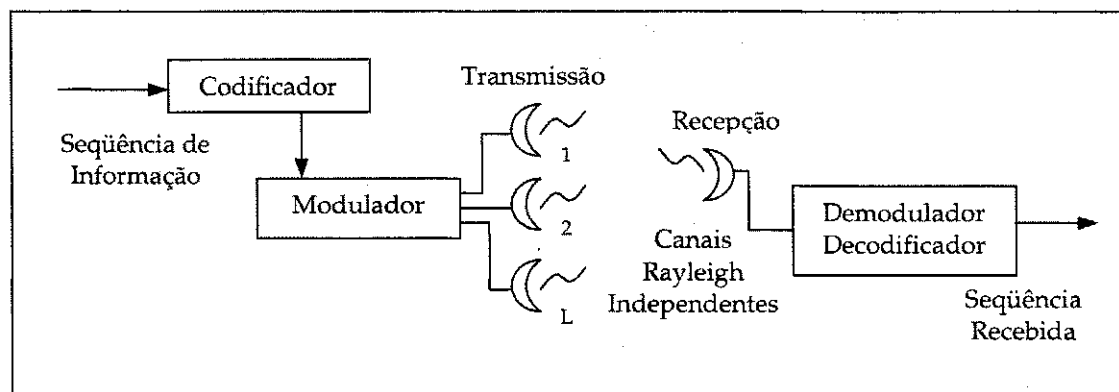 Codificador
Seqüência de
Informação
Modulador
Transmissão
1
2
L
Recepção
Canais
Rayleigh
Independentes
Demodulador
Decodificador
Seqüência
Recebida